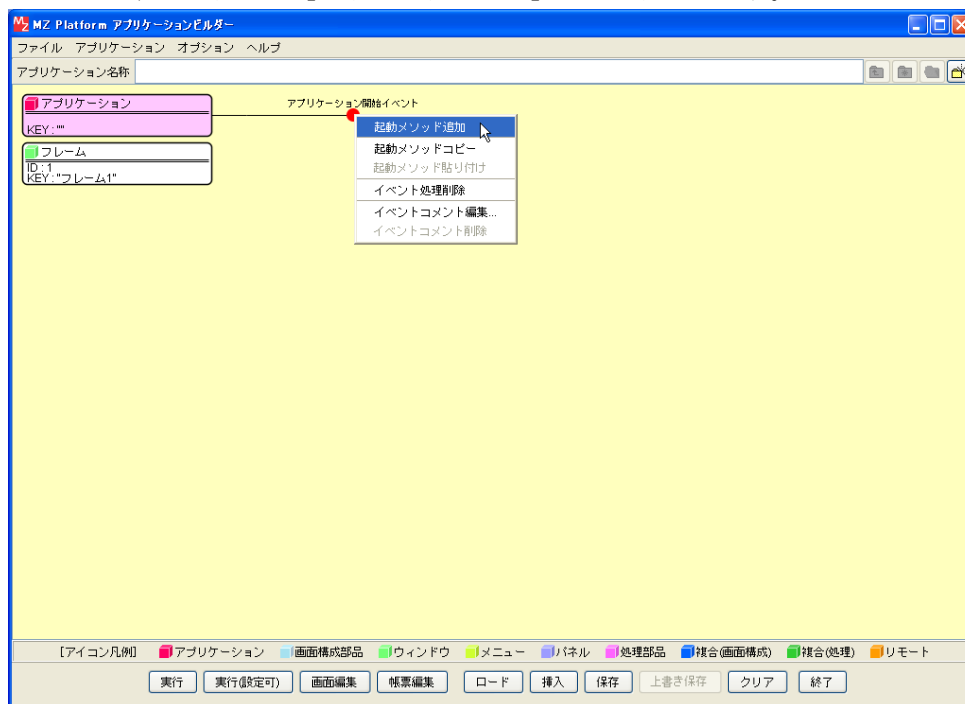 MZ Platform アプリケーションビルダー
ファイル アプリケーション オプション ヘルプ
アプリケーション名称
アプリケーション
KEY:""
アプリケーション開始イベント
フレーム
ID:1
KEY:"フレーム1"
起動メソッド追加
起動メソッドコピー
起動メソッド貼り付け
イベント処理削除
イベントコメント編集...
イベントコメント削除
[アイコン凡例] アプリケーション 画面構成部品 ウィンドウ メニュー パネル 処理部品 複合(画面構成) 複合(処理) リモート
実行 実行(設定可) 画面編集 帳票編集 ロード 挿入 保存 上書き保存 クリア 終了